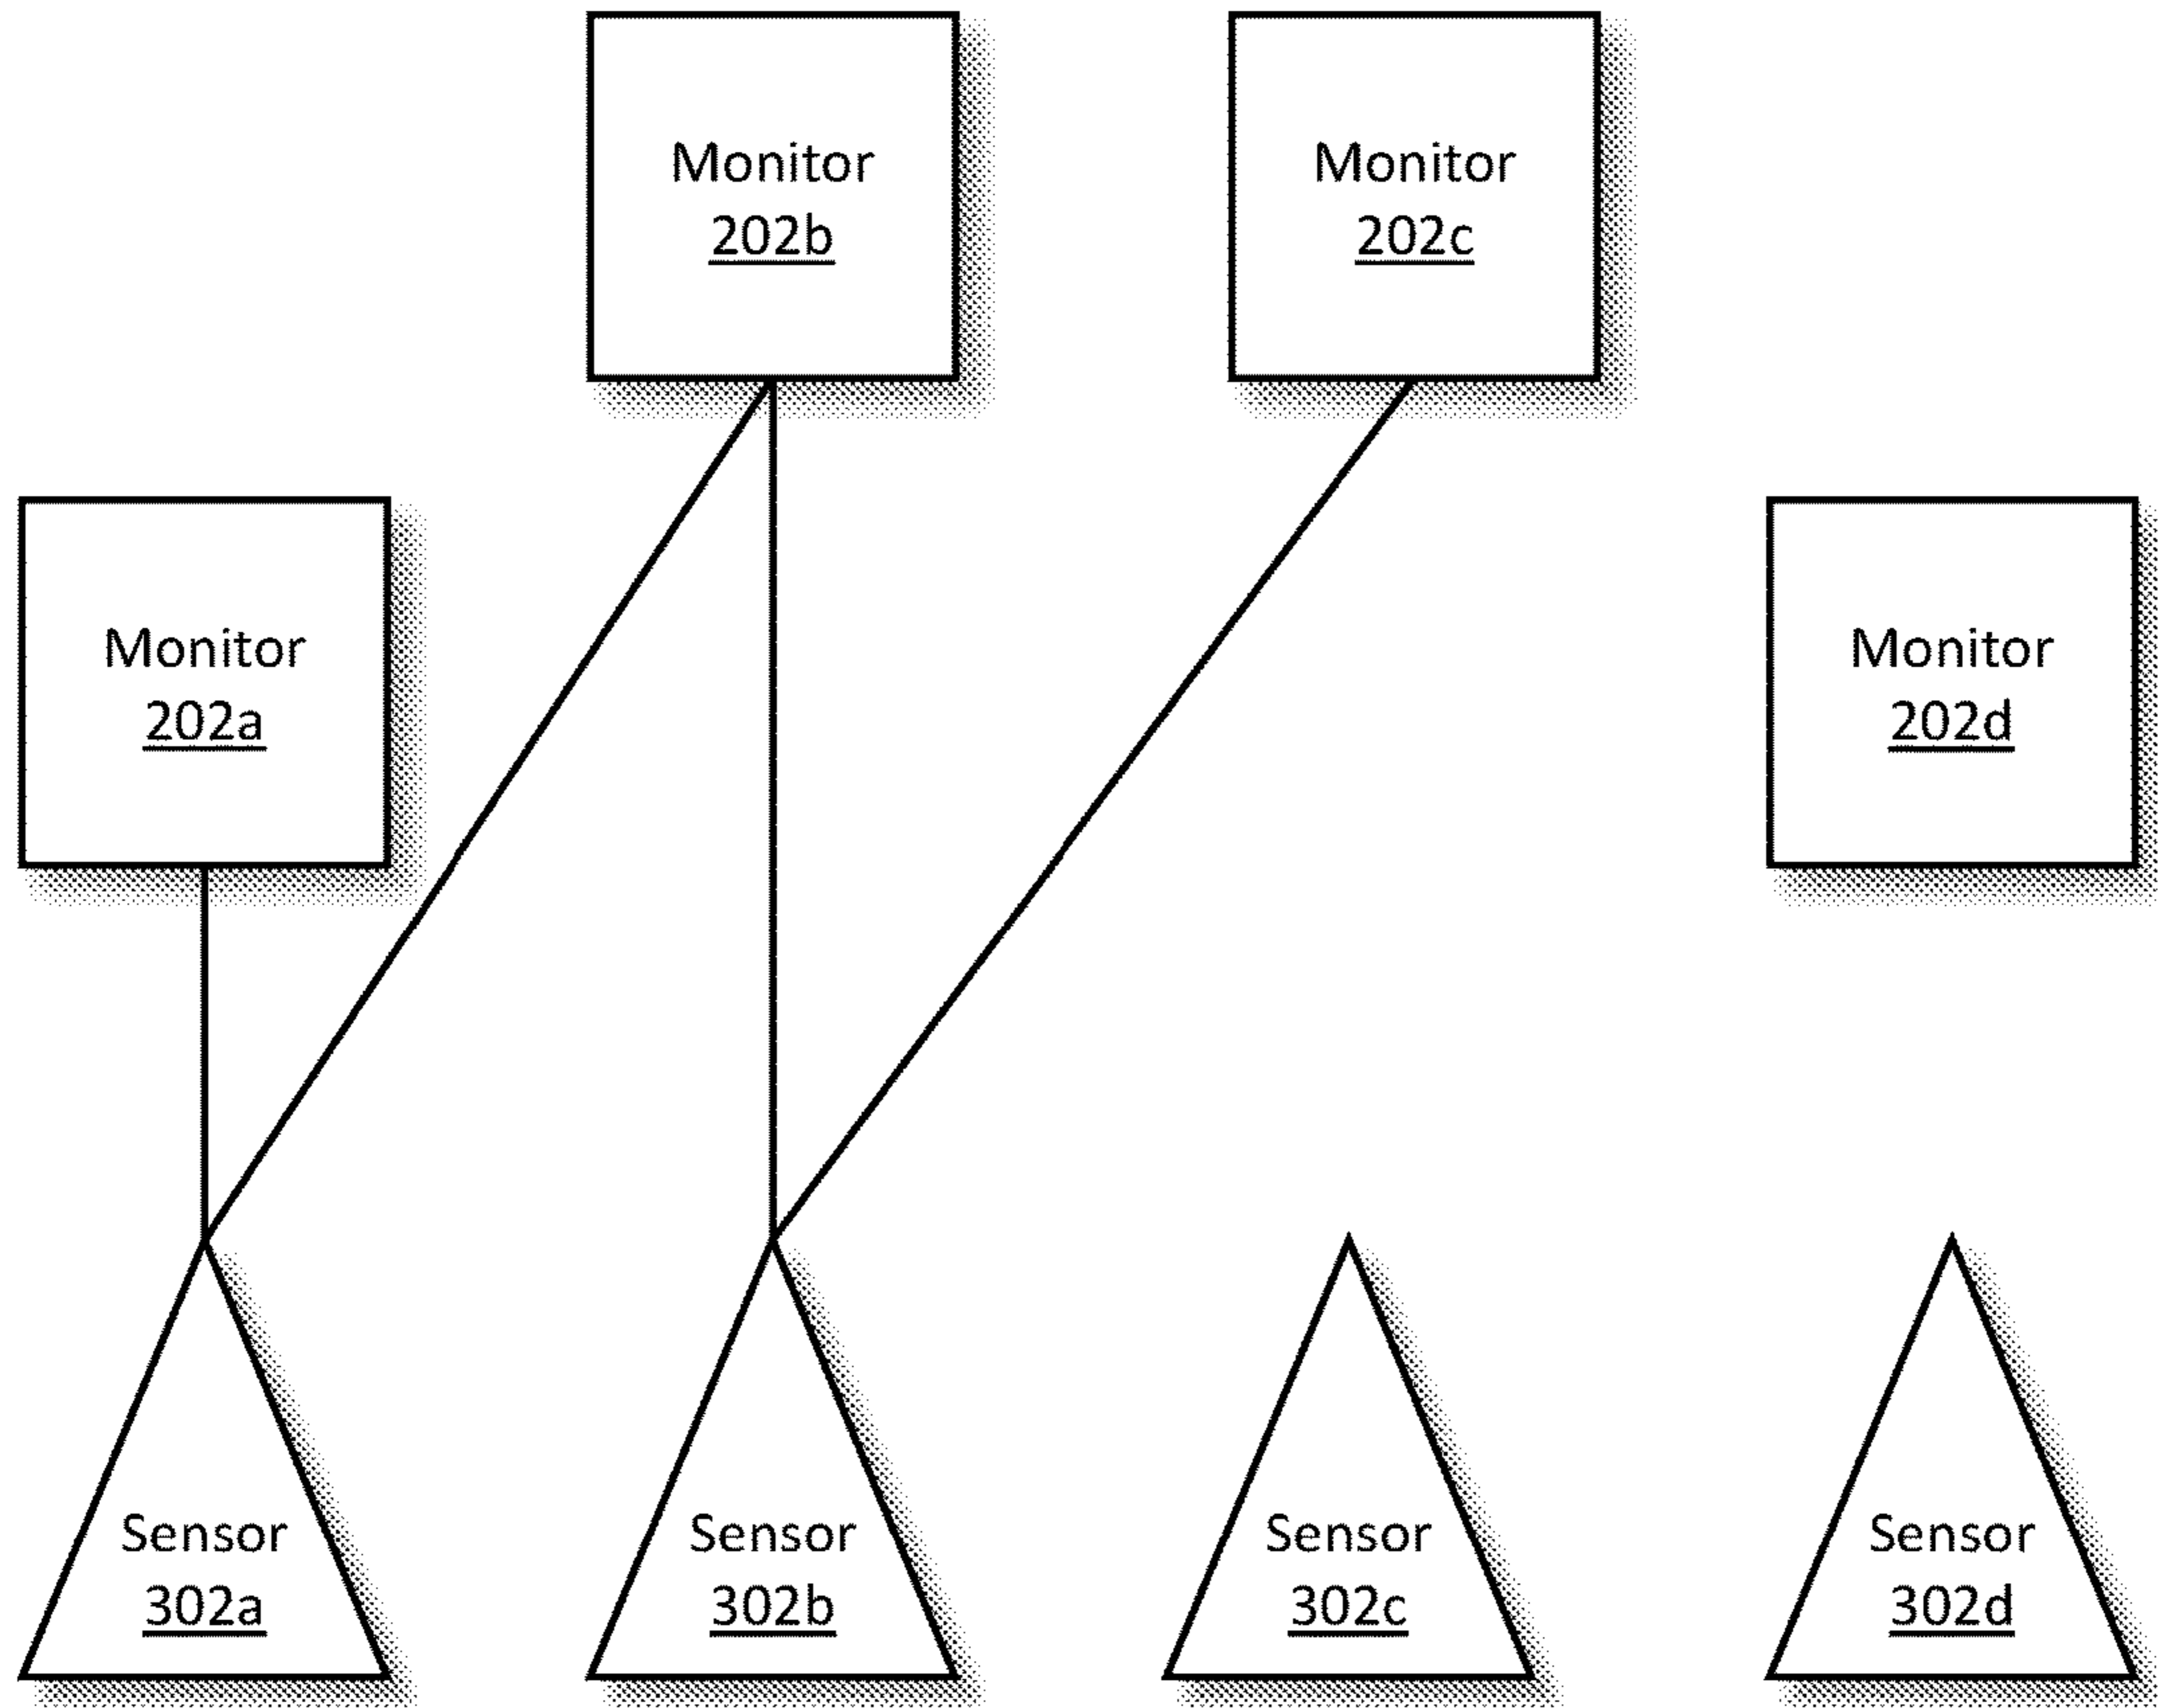 Monitor
202b
Monitor
202c
Monitor
202a
Monitor
202d
Sensor
302a
Sensor
302b
Sensor
302c
Sensor
302d